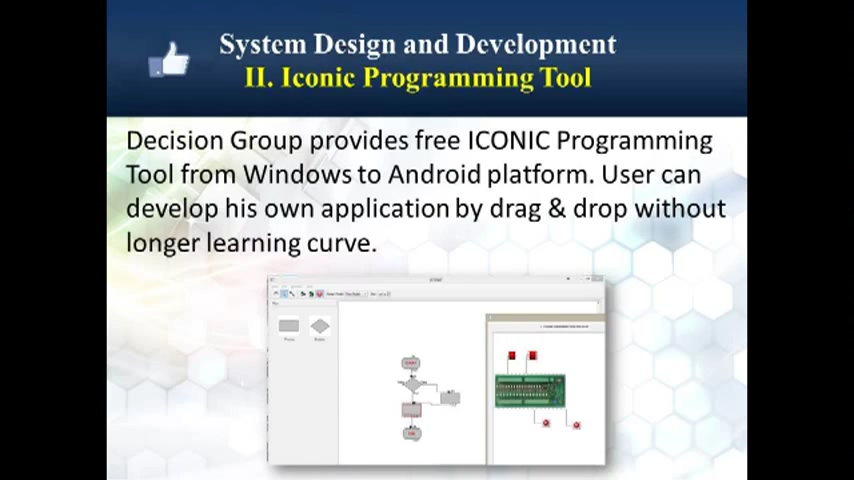 System Design and Development
II. Iconic Programming Tool
Decision Group provides free ICONIC Programming
Tool from Windows to Android platform. User can
develop his own application by drag & drop without
longer learning curve.